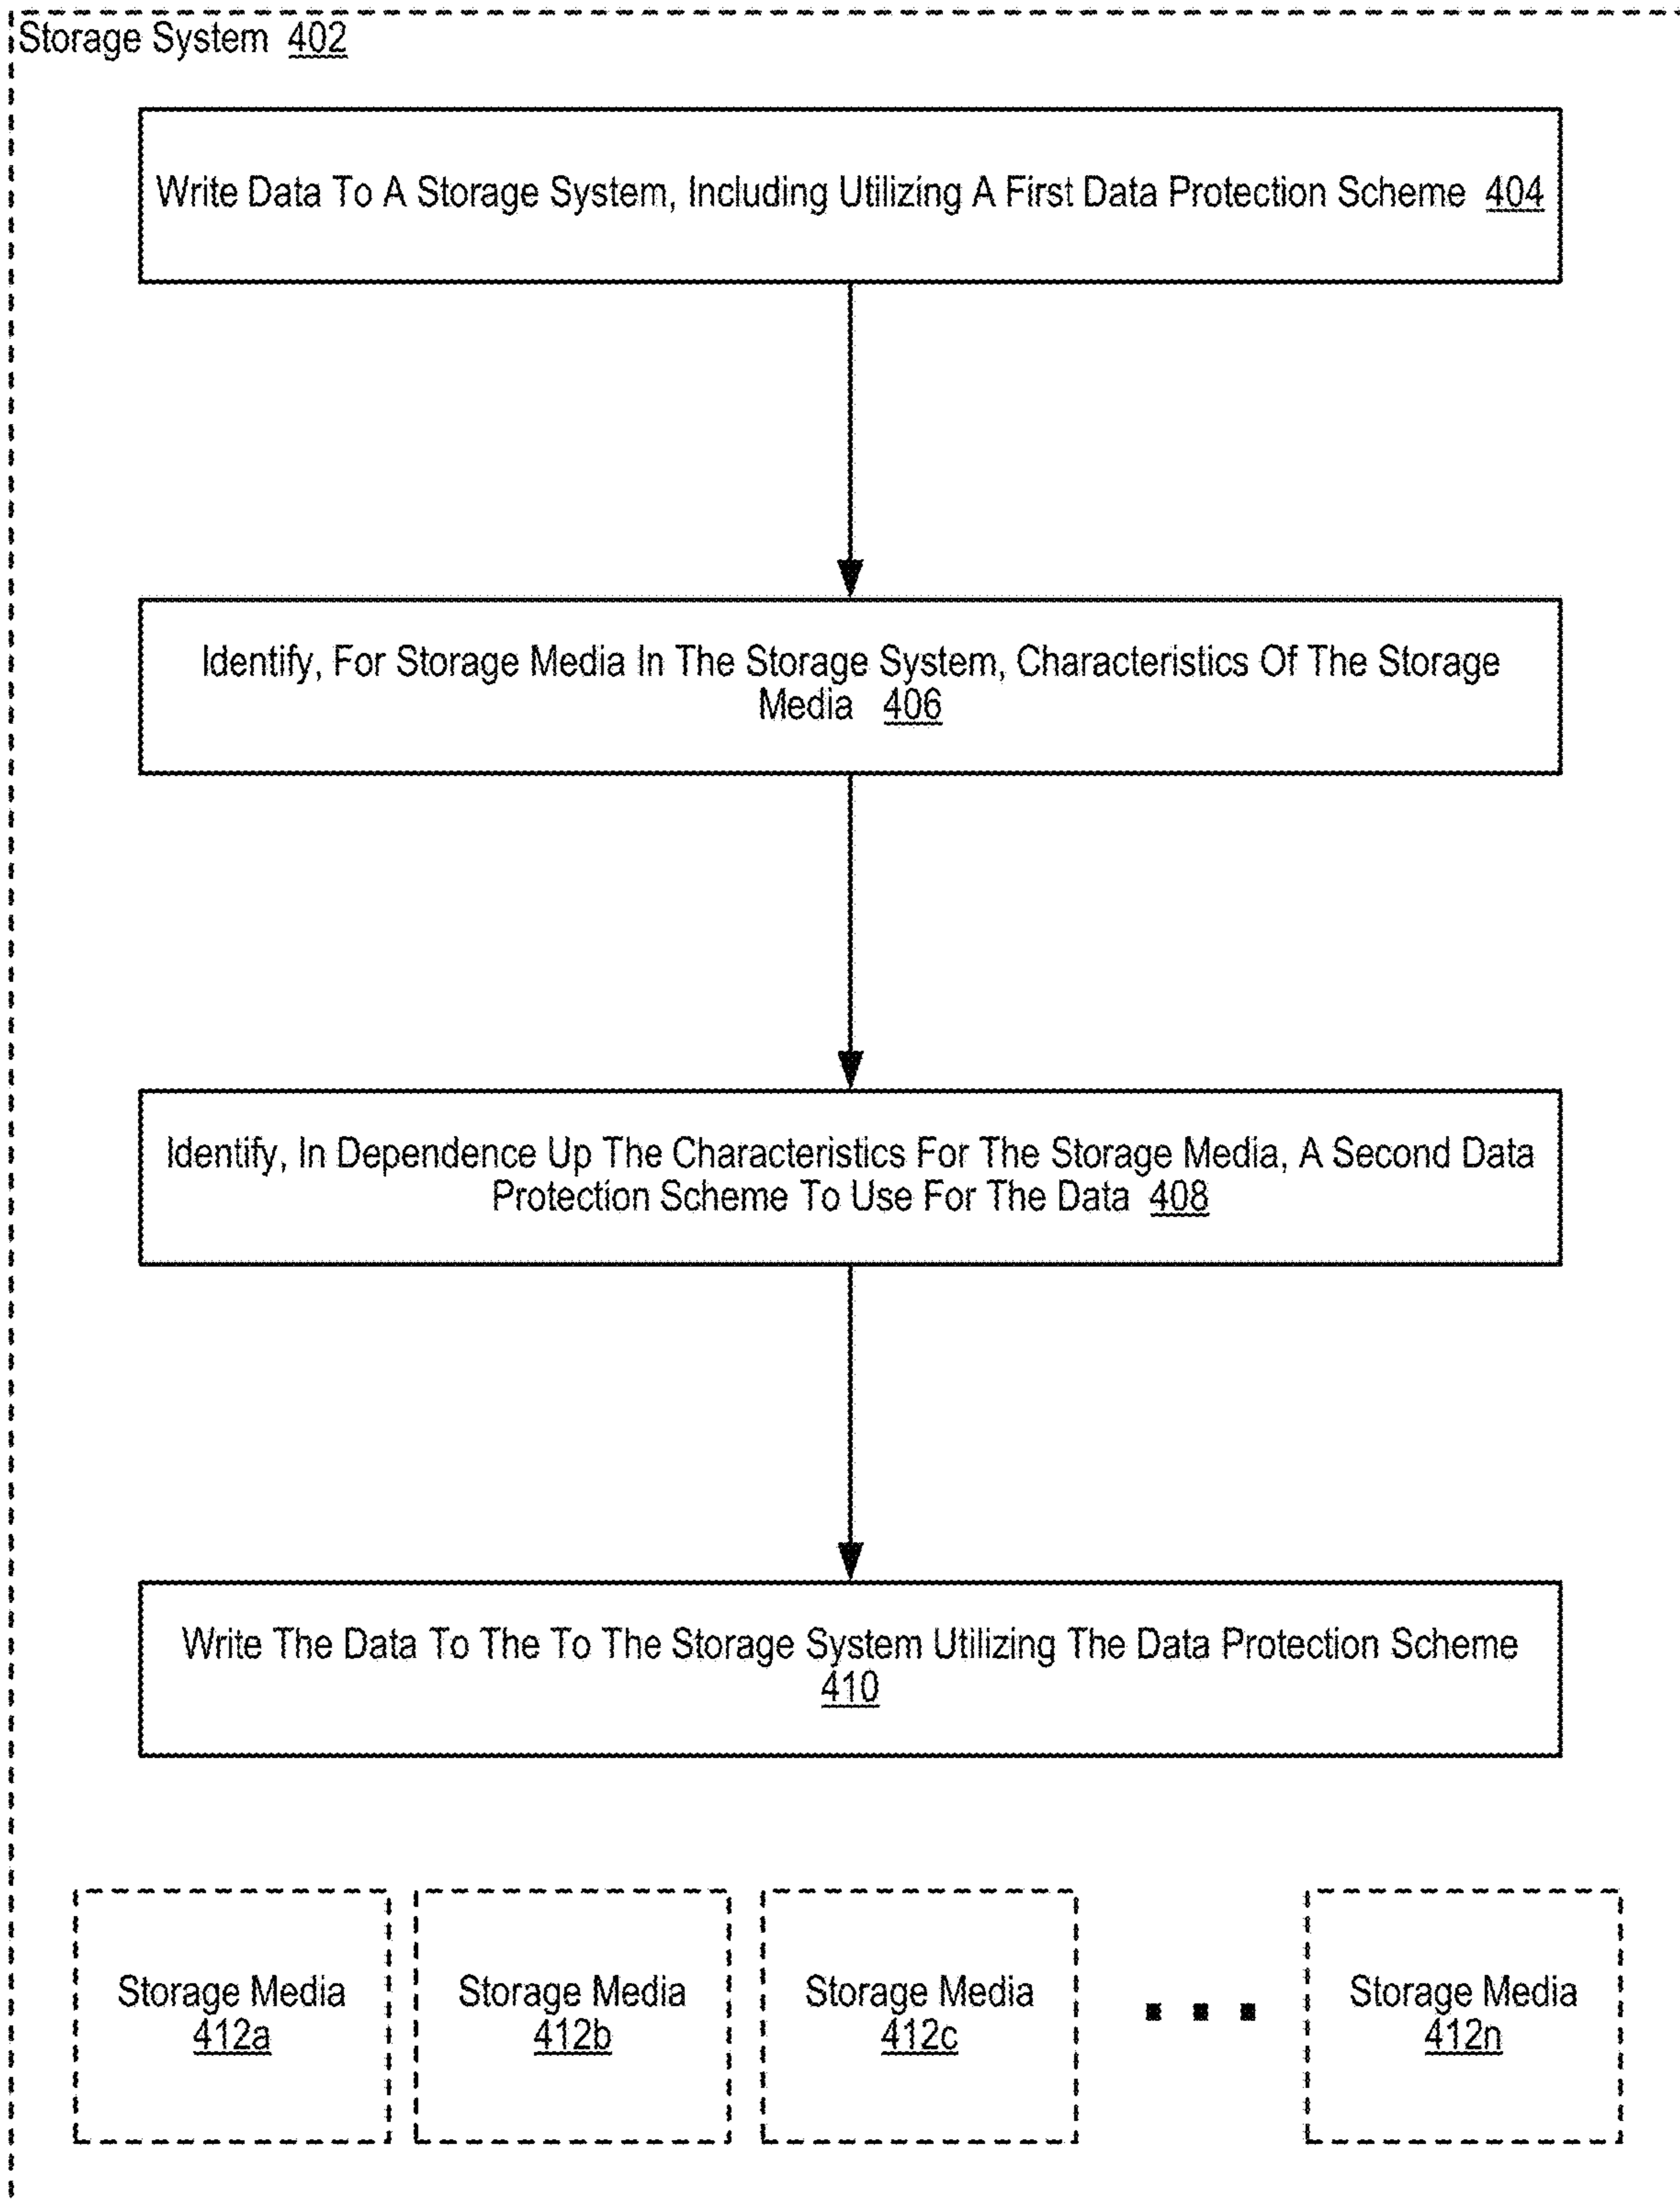 Storage System 402
Write Data To A Storage System, Including Utilizing A First Data Protection Scheme 404
Identify, For Storage Media In The Storage System, Characteristics Of The Storage
Media 406
Identify, In Dependence Up The Characteristics For The Storage Media, A Second Data
Protection Scheme To Use For The Data 408
Write The Data To The To The Storage System Utilizing The Data Protection Scheme
410
Storage Media
412a
Storage Media
412b
Storage Media
412c
Storage Media
412n